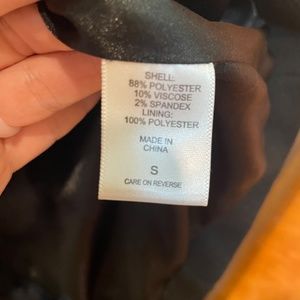 SHELL:
88% POLYESTER
10% VISCOSE
2% SPANDEX
LINING:
100% POLYESTER
MADE IN
CHINA
S
CARE ON REVERSE